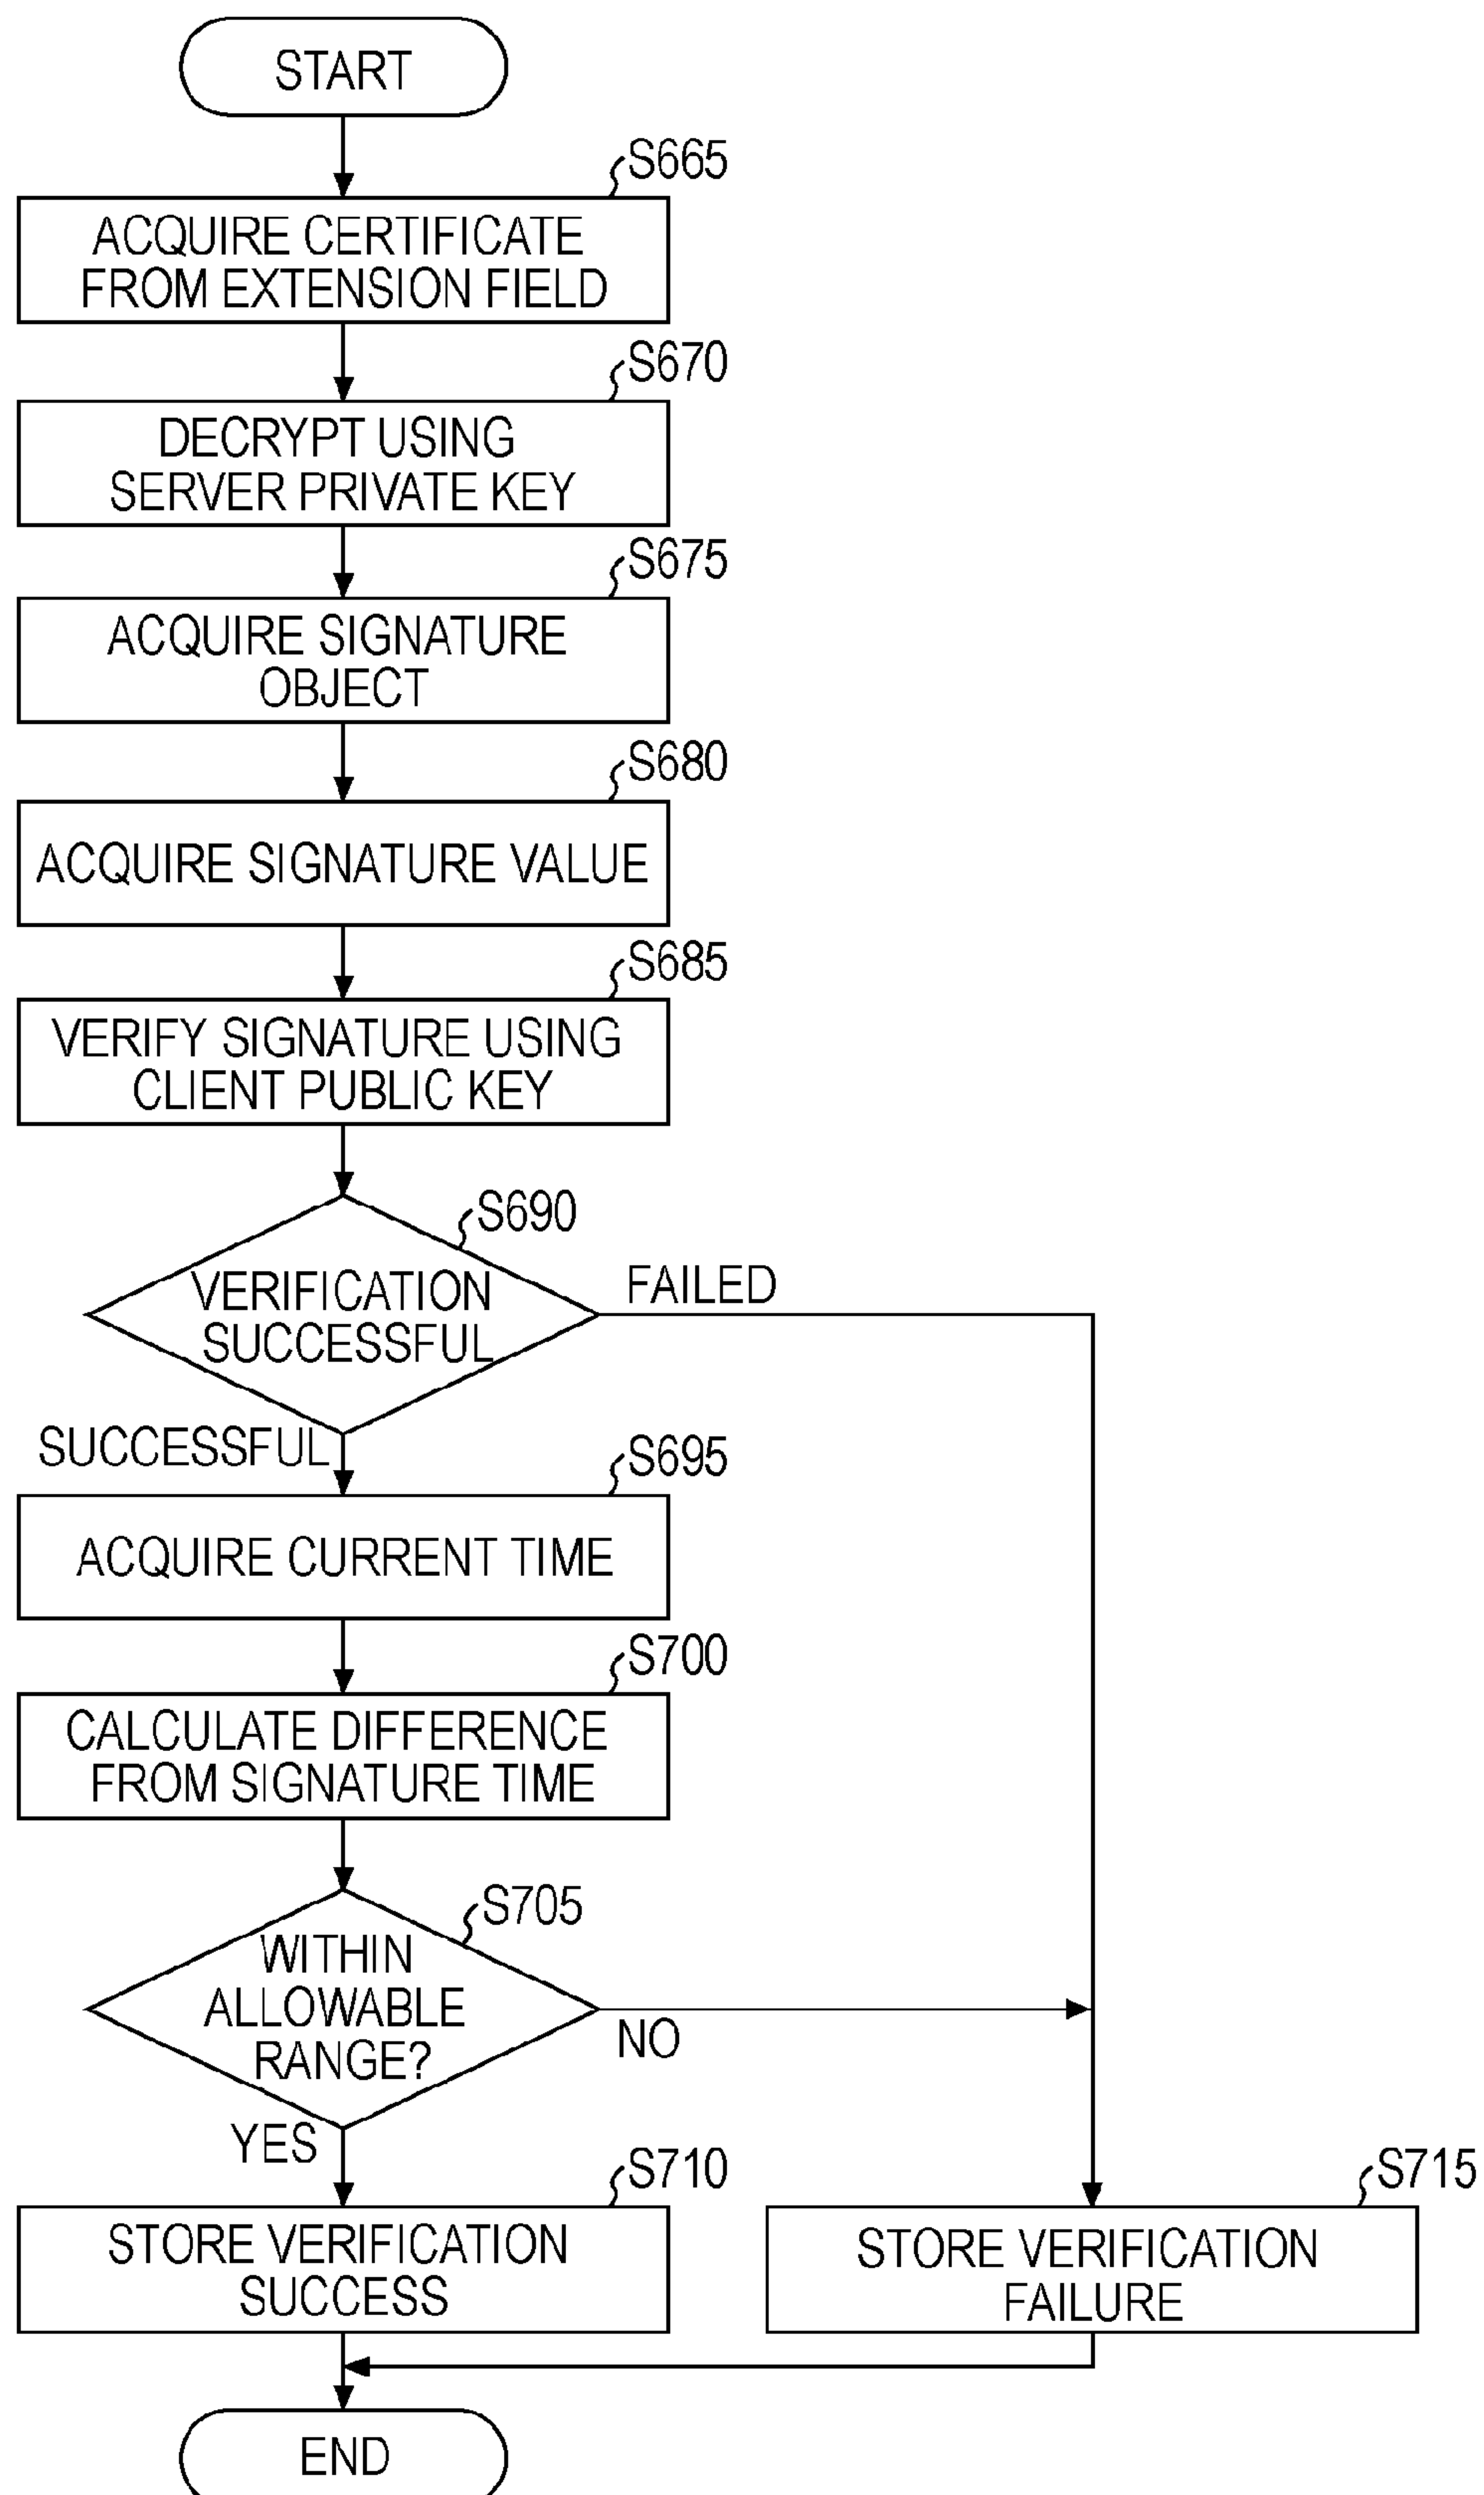 START
S665
ACQUIRE CERTIFICATE
FROM EXTENSION FIELD
S670
DECRYPT USING
SERVER PRIVATE KEY
S675
ACQUIRE SIGNATURE
OBJECT
S680
ACQUIRE SIGNATURE VALUE
S685
VERIFY SIGNATURE USING
CLIENT PUBLIC KEY
S690
VERIFICATION
SUCCESSFUL
FAILED
SUCCESSFUL
S695
ACQUIRE CURRENT TIME
S700
CALCULATE DIFFERENCE
FROM SIGNATURE TIME
S705
WITHIN
ALLOWABLE
RANGE?
NO
YES
S710
STORE VERIFICATION
SUCCESS
S715
STORE VERIFICATION
FAILURE
END